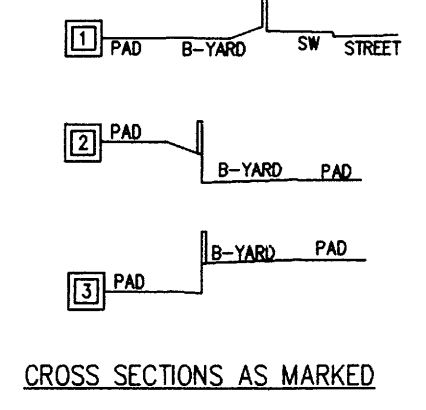 1 PAD B-YARD SW STREET
2 PAD B-YARD PAD
3 PAD B-YARD PAD
CROSS SECTIONS AS MARKED